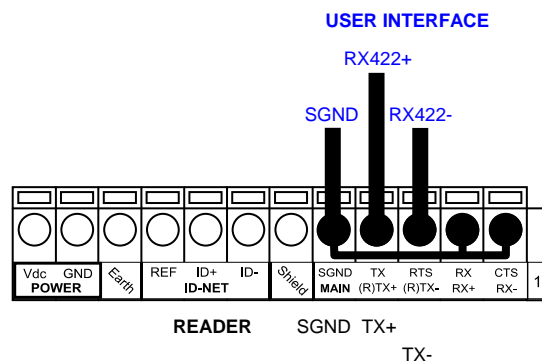 USER INTERFACE
RX422+
SGND RX422-
Vdc GND Earth REF ID+ ID- Shield SGND TX RTS RX CTS 1
POWER ID-NET MAIN (R)TX+ (R)TX- RX+ RX-
READER SGND TX+
TX-